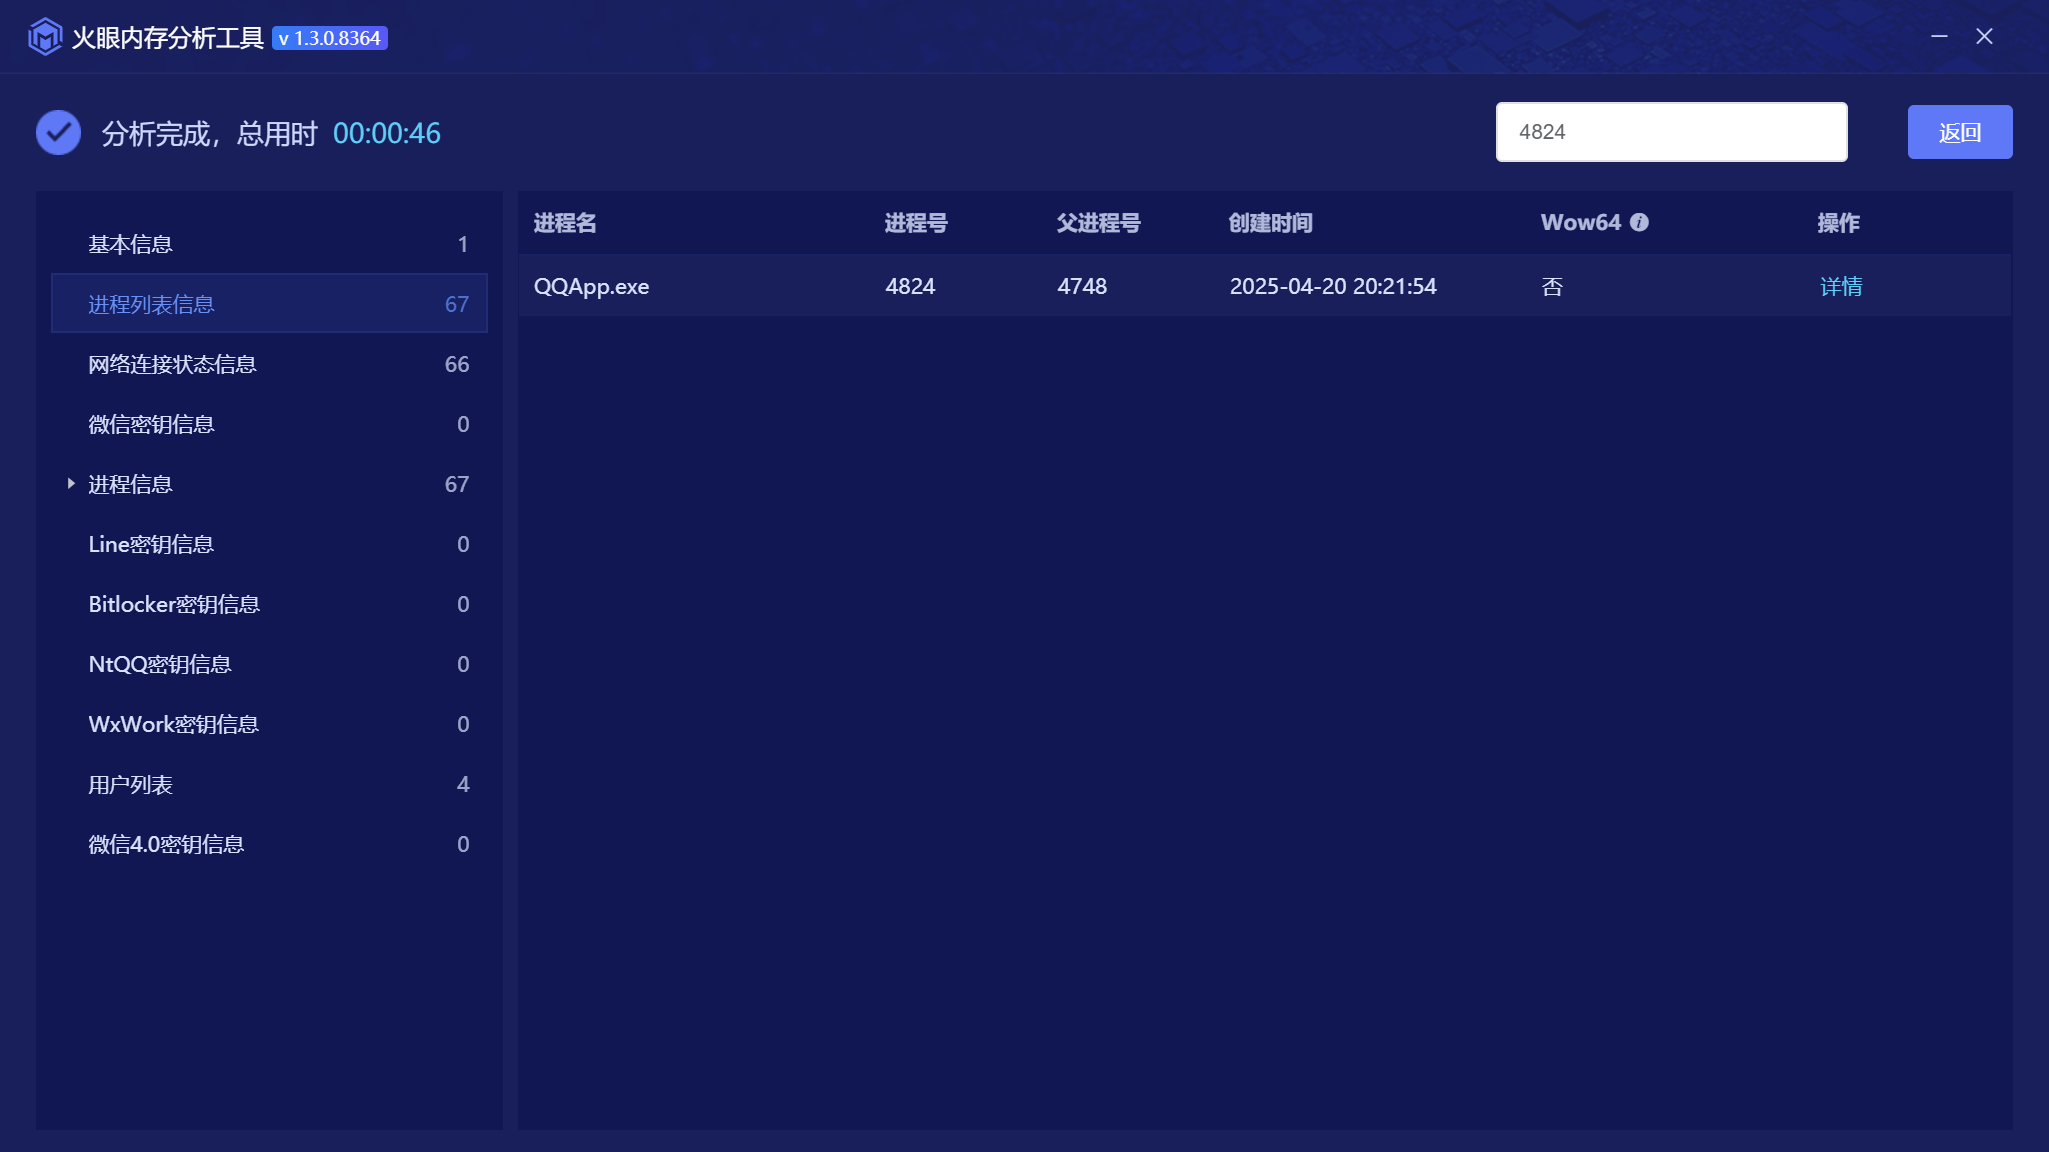 火眼内存分析工具 v 1.3.0.8364
分析完成，总用时 00:00:46
4824
返回
基本信息 1
进程列表信息 67
网络连接状态信息 66
微信密钥信息 0
进程信息 67
Line密钥信息 0
Bitlocker密钥信息 0
NtQQ密钥信息 0
WxWork密钥信息 0
用户列表 4
微信4.0密钥信息 0
进程名 进程号 父进程号 创建时间 Wow64 操作
QQApp.exe 4824 4748 2025-04-20 20:21:54 否 详情